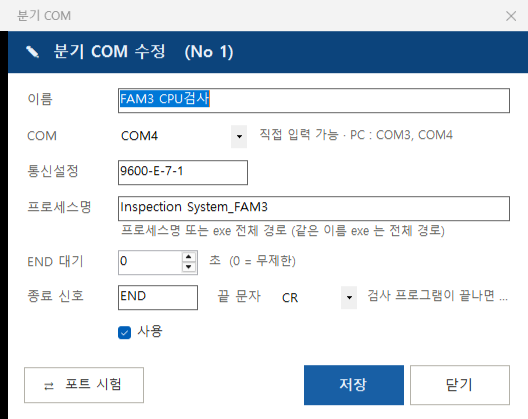 분기 COM
분기 COM 수정 (No 1)
이름 FAM3 CPU검사
COM COM4 직접 입력 가능 · PC : COM3, COM4
통신설정 9600-E-7-1
프로세스명 Inspection System_FAM3
프로세스명 또는 exe 전체 경로 (같은 이름 exe 는 전체 경로)
END 대기 0 초 (0 = 무제한)
종료 신호 END 끝 문자 CR 검사 프로그램이 끝나면 ...
사용
포트 시험 저장 닫기